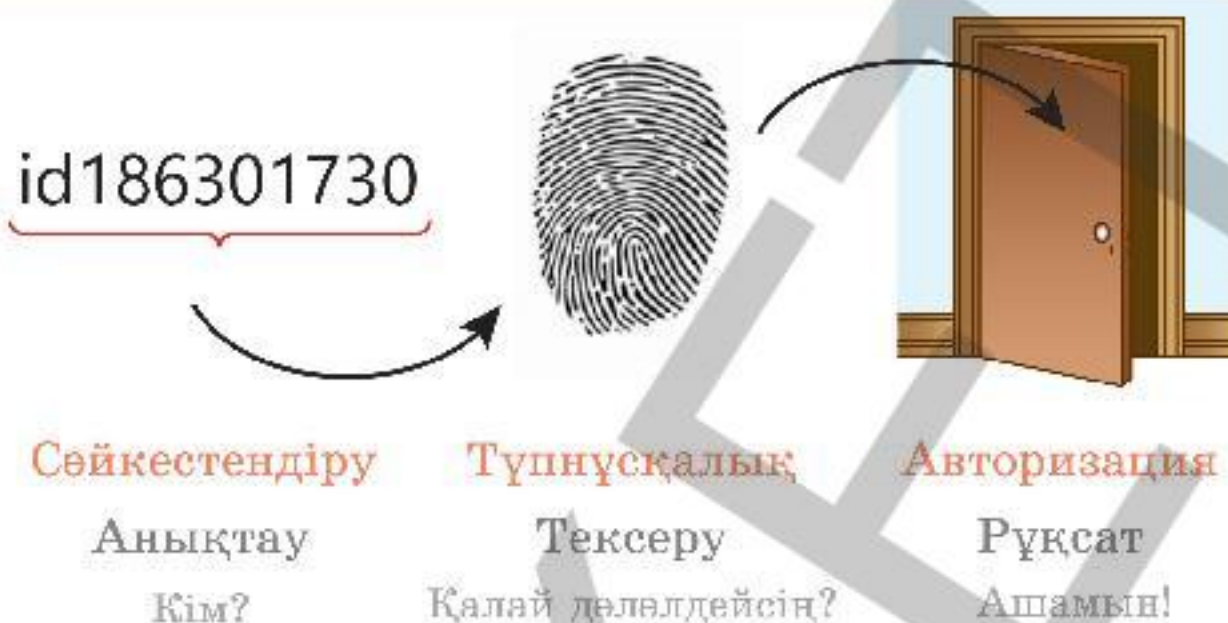 id186301730
Сәйкестендіру
Түпнұсқалық
Авторизация
Анықтау
Тексеру
Рұқсат
Кім?
Қалай дәлелдейсің?
Ашамын!